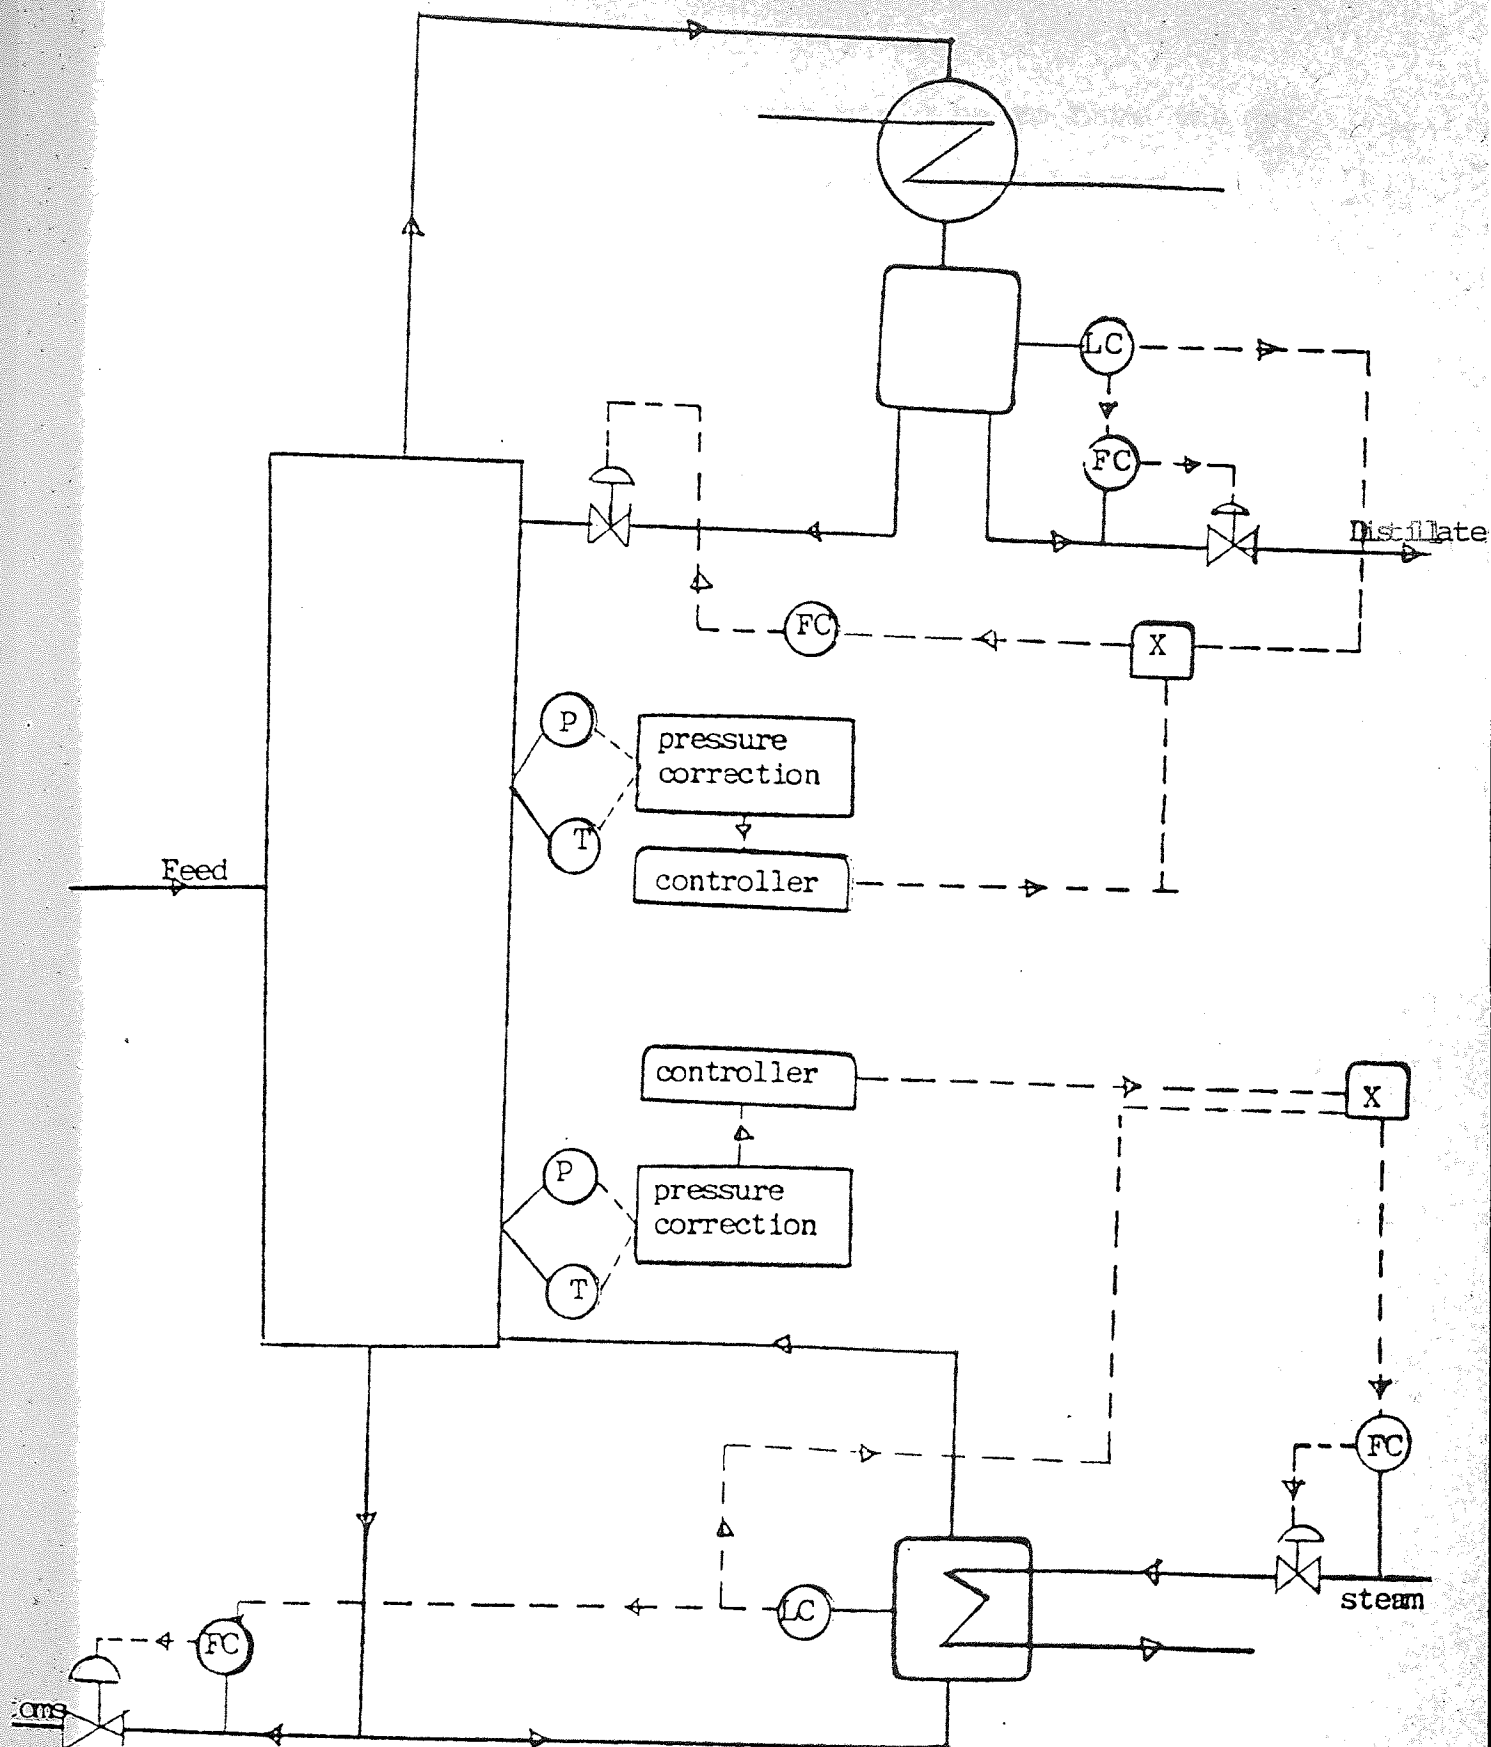 LC
FC
Distillate
FC
X
P
pressure
correction
T
Feed
controller
controller
X
P
pressure
correction
T
FC
LC
steam
FC